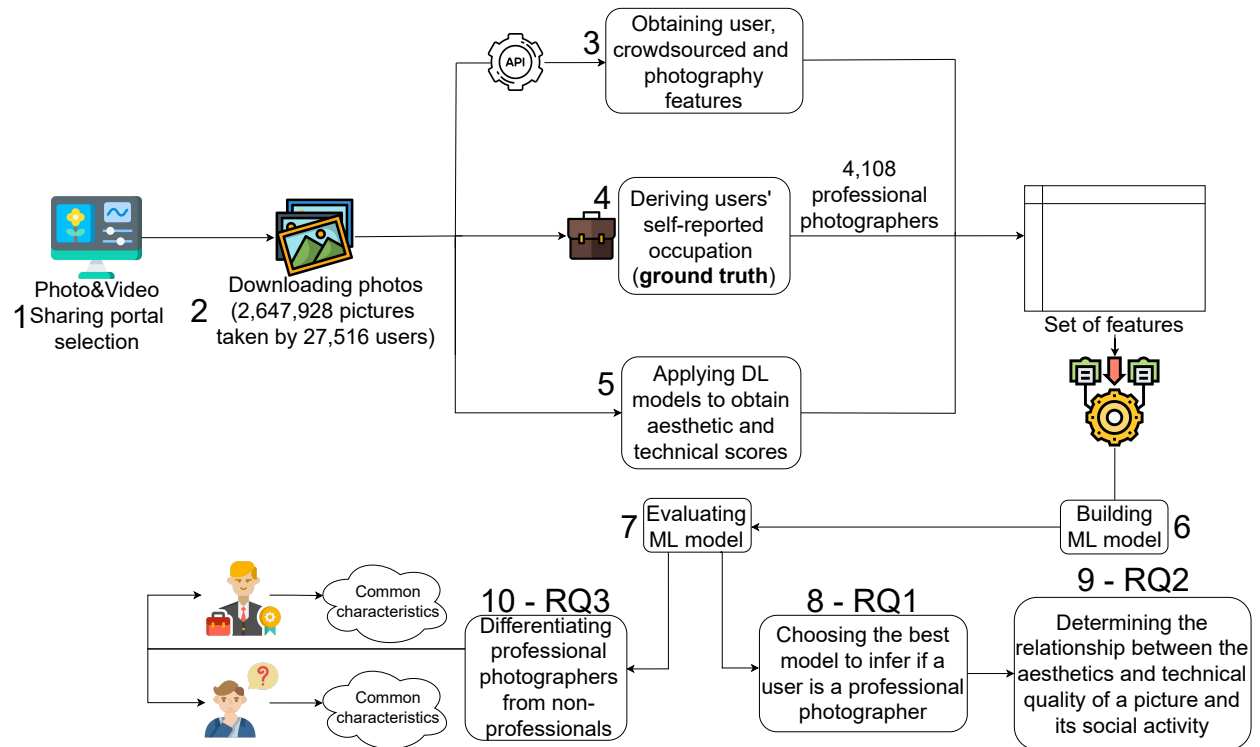 API
3
Obtaining user,
crowdsourced and
photography
features
4
Deriving users'
self-reported
occupation
(ground truth)
4,108
professional
photographers
1
Photo&Video
Sharing portal
selection
2
Downloading photos
(2,647,928 pictures
taken by 27,516 users)
5
Applying DL
models to obtain
aesthetic and
technical scores
Set of features
Building
ML model
6
7
Evaluating
ML model
8 - RQ1
Choosing the best
model to infer if a
user is a professional
photographer
9 - RQ2
Determining the
relationship between the
aesthetics and technical
quality of a picture and
its social activity
10 - RQ3
Differentiating
professional
photographers
from non-
professionals
Common
characteristics
?
Common
characteristics